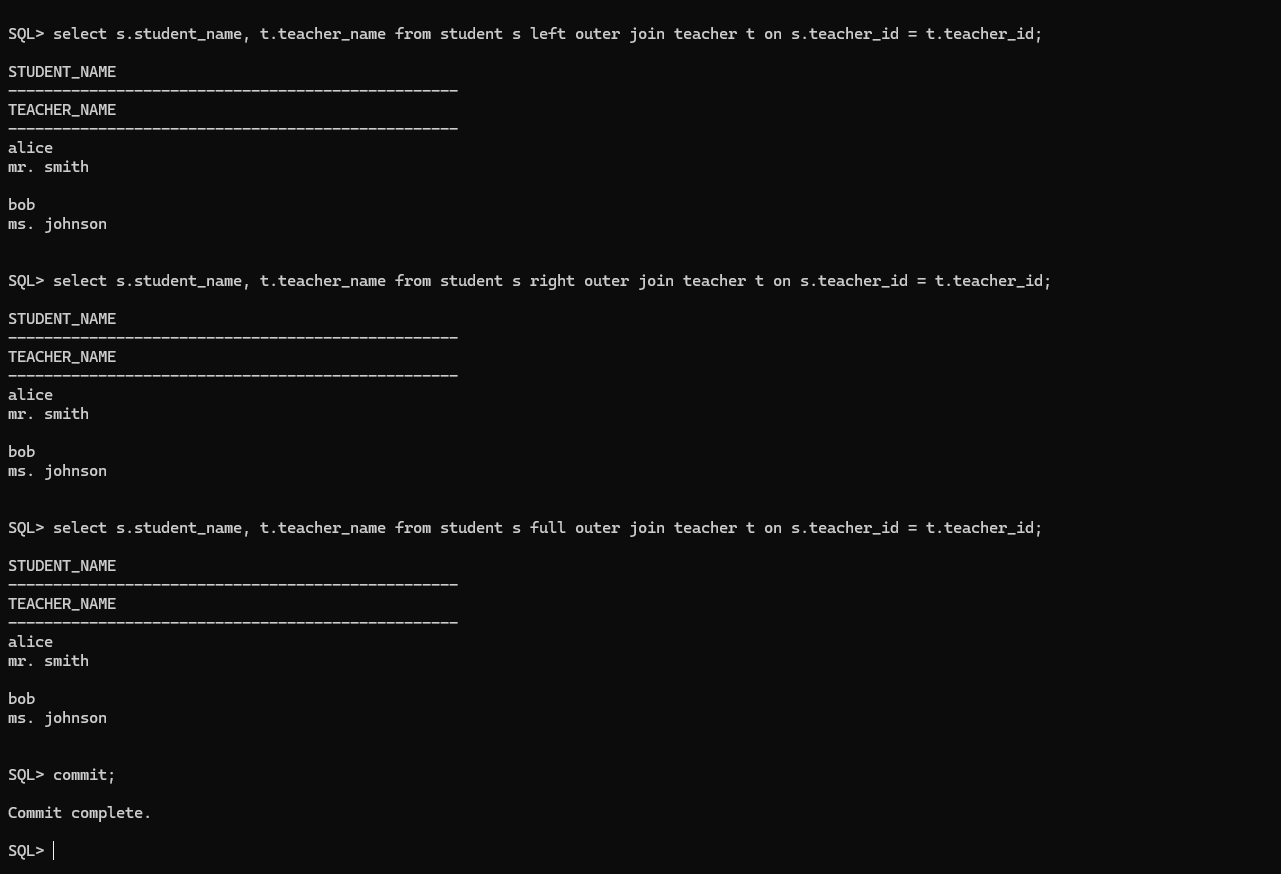 SQL> select s.student_name, t.teacher_name from student s left outer join teacher t on s.teacher_id = t.teacher_id;
STUDENT_NAME
--------------------------------------------------
TEACHER_NAME
--------------------------------------------------
alice
mr. smith
bob
ms. johnson
SQL> select s.student_name, t.teacher_name from student s right outer join teacher t on s.teacher_id = t.teacher_id;
STUDENT_NAME
--------------------------------------------------
TEACHER_NAME
--------------------------------------------------
alice
mr. smith
bob
ms. johnson
SQL> select s.student_name, t.teacher_name from student s full outer join teacher t on s.teacher_id = t.teacher_id;
STUDENT_NAME
--------------------------------------------------
TEACHER_NAME
--------------------------------------------------
alice
mr. smith
bob
ms. johnson
SQL> commit;
Commit complete.
SQL>